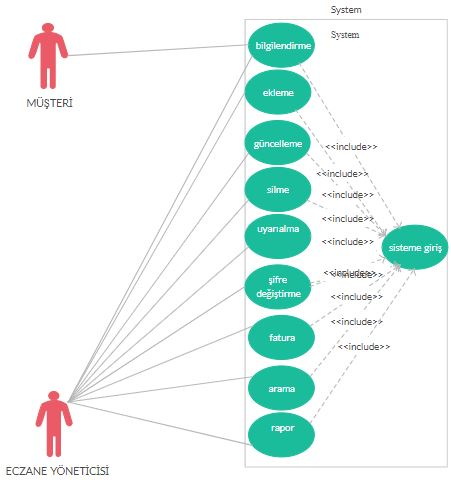 System
System
bilgilendirme
MÜŞTERİ
ekleme
güncelleme
<<include>>
<<include>>
silme
<<include>>
uyarıalma
<<include>>
sisteme giriş
şifre
değiştirme
<<include>>
<<include>>
<<include>>
fatura
<<include>>
<<include>>
arama
rapor
ECZANE YÖNETİCİSİ